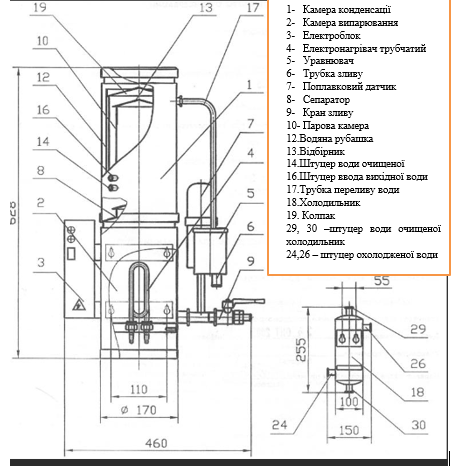 1- Камера конденсації
2- Камера випарювання
3- Електроблок
4- Електронагрівач трубчатий
5- Уравнювач
6- Трубка зливу
7- Поплавковий датчик
8- Сепаратор
9- Кран зливу
10- Парова камера
12.Водяна рубашка
13.Відбірник
14.Штуцер води очищеної
16.Штуцер ввода вихідної води
17.Трубка переливу води
18.Холодильник
19. Колпак
29, 30 –штуцер води очищеної
холодильник
24,26 – штуцер охолодженої води
19
13
17
10
12
1
16
7
14
4
8
5
2
6
628
3
9
110
Ø 170
460
55
29
255
26
18
100
24
30
150